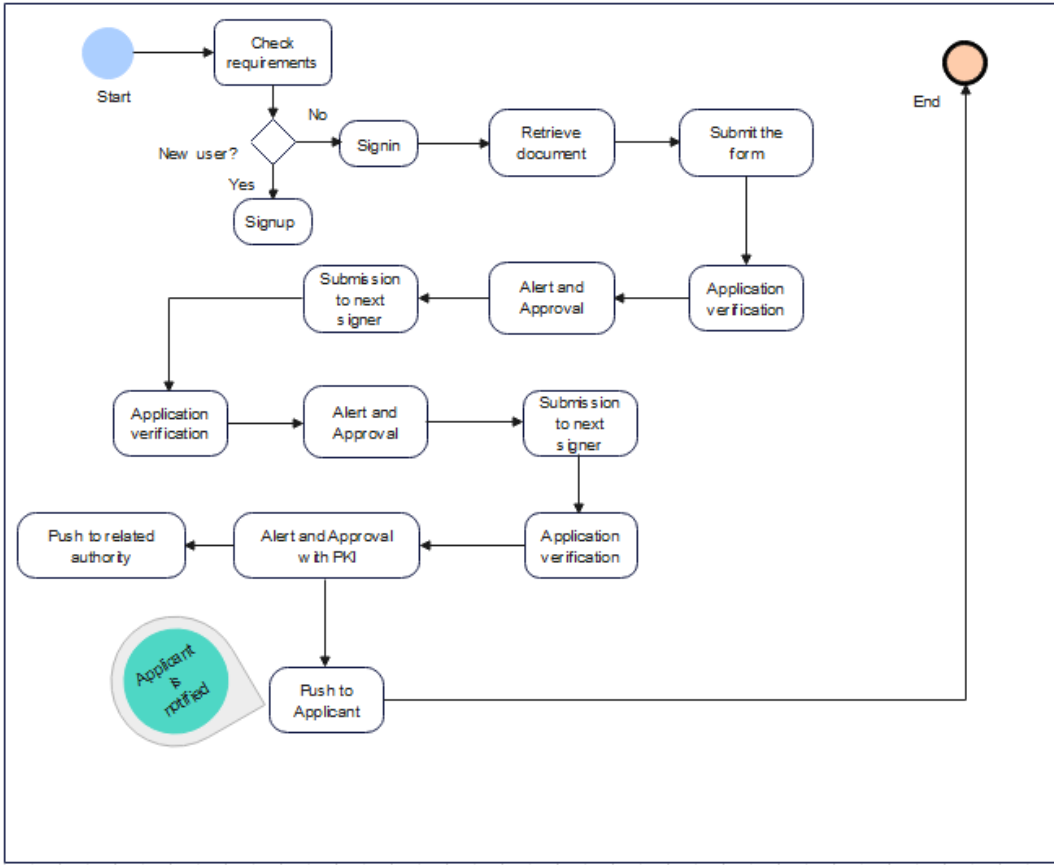 Check
requirements
Start
End
No
New user?
Signin
Retrieve
document
Submit the
form
Yes
Signup
Submission
to next
signer
Alert and
Approval
Application
verification
Application
verification
Alert and
Approval
Submission
to next
signer
Push to related
authority
Alert and Approval
with PKI
Application
verification
Applicant
is
notified
Push to
Applicant